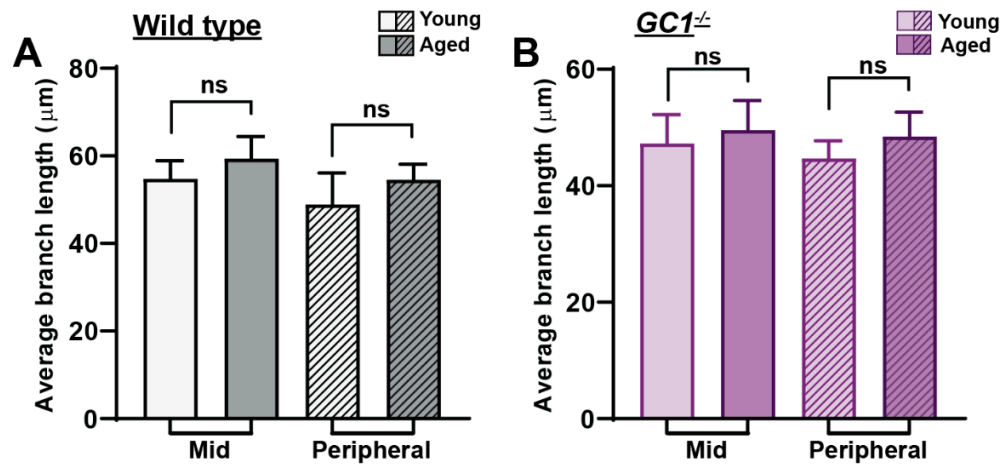 A
Wild type
Young
Aged
Average branch length (μm)
80
60
40
20
0
ns
ns
Mid
Peripheral
B
GC1-/-
Young
Aged
Average branch length (μm)
60
40
20
0
ns
ns
Mid
Peripheral